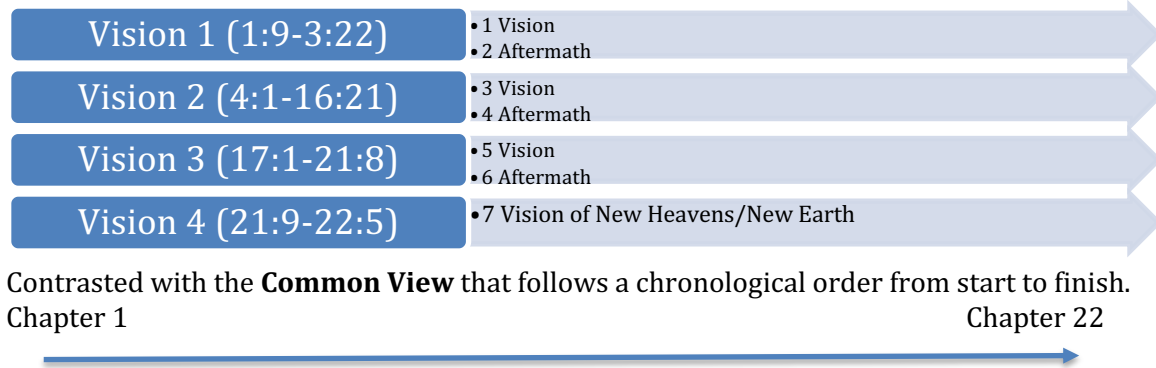 Vision 1 (1:9-3:22)
• 1 Vision
• 2 Aftermath
Vision 2 (4:1-16:21)
• 3 Vision
• 4 Aftermath
Vision 3 (17:1-21:8)
• 5 Vision
• 6 Aftermath
Vision 4 (21:9-22:5)
• 7 Vision of New Heavens/New Earth
Contrasted with the Common View that follows a chronological order from start to finish.
Chapter 1 Chapter 22